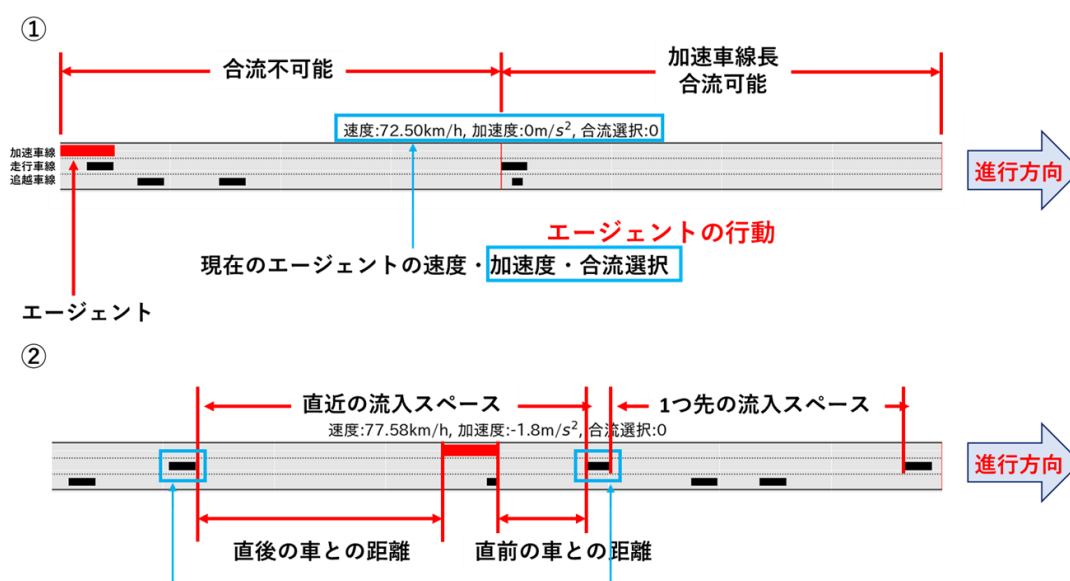 ①
合流不可能
加速車線長
合流可能
速度:72.50km/h, 加速度:0m/s², 合流選択:0
加速車線
走行車線
追越車線
進行方向
エージェントの行動
現在のエージェントの速度・加速度・合流選択
エージェント
②
直近の流入スペース
1つ先の流入スペース
速度:77.58km/h, 加速度:-1.8m/s², 合流選択:0
進行方向
直後の車との距離
直前の車との距離